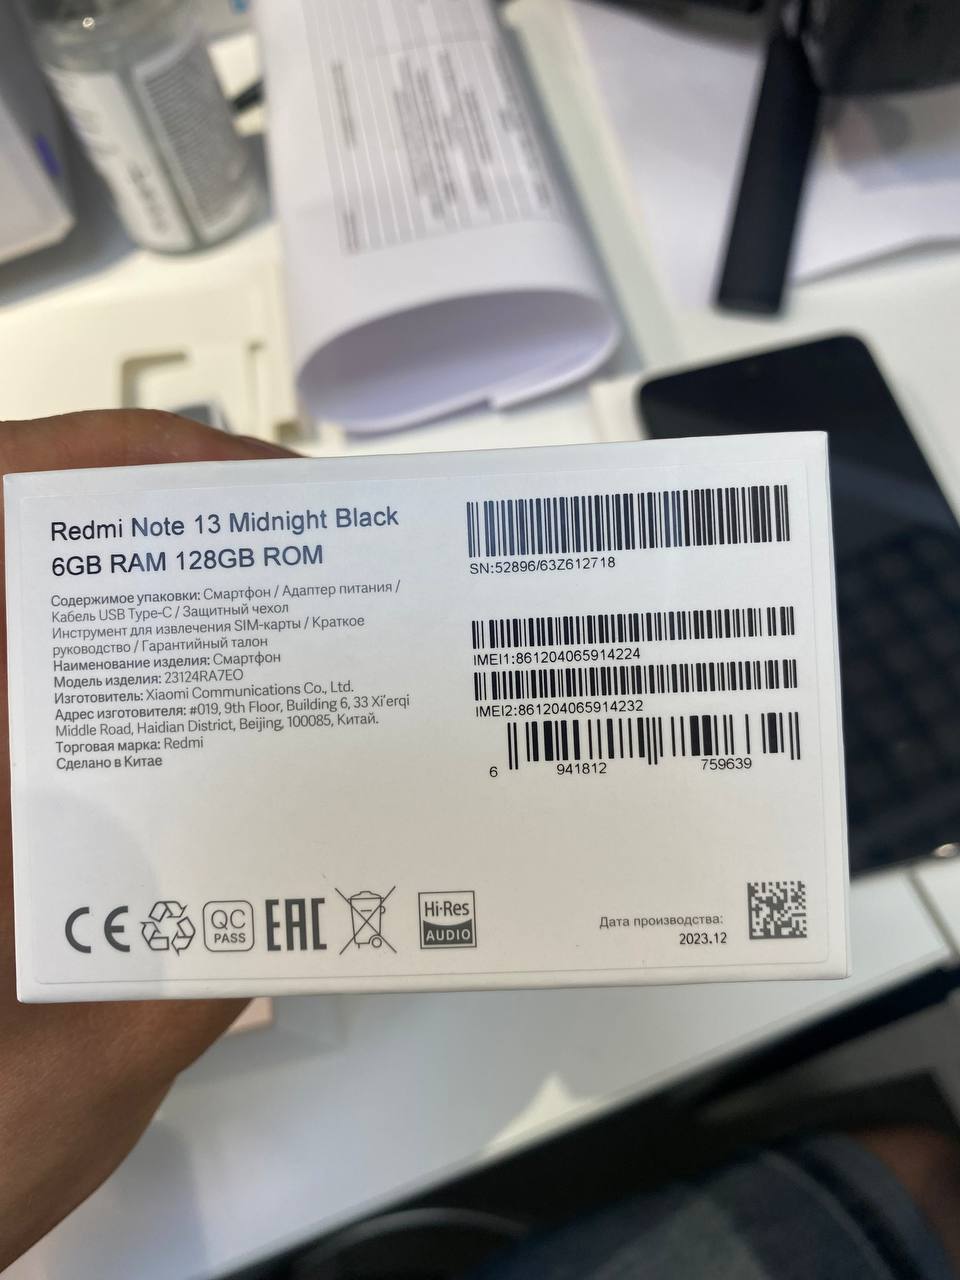 Redmi Note 13 Midnight Black
6GB RAM 128GB ROM
Содержимое упаковки: Смартфон / Адаптер питания /
Кабель USB Type-C / Защитный чехол
Инструмент для извлечения SIM-карты / Краткое
руководство / Гарантийный талон
Наименование изделия: Смартфон
Модель изделия: 23124RA7EO
Изготовитель: Xiaomi Communications Co., Ltd.
Адрес изготовителя: #019, 9th Floor, Building 6, 33 Xi'erqi
Middle Road, Haidian District, Beijing, 100085, Китай.
Торговая марка: Redmi
Сделано в Китае
SN:52896/63Z612718
IMEI1:861204065914224
IMEI2:861204065914232
6 941812 759639
CE
QC
PASS
EAC
Hi-Res
AUDIO
Дата производства:
2023.12